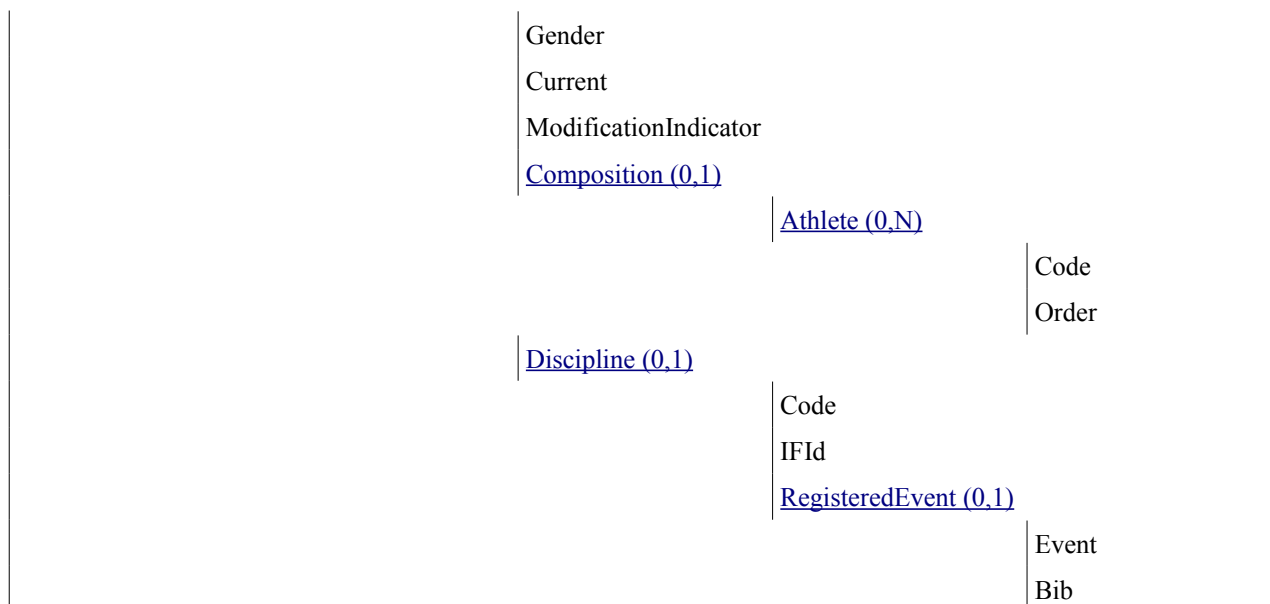 Gender
Current
ModificationIndicator
Composition (0,1)
Athlete (0,N)
Code
Order
Discipline (0,1)
Code
IFId
RegisteredEvent (0,1)
Event
Bib